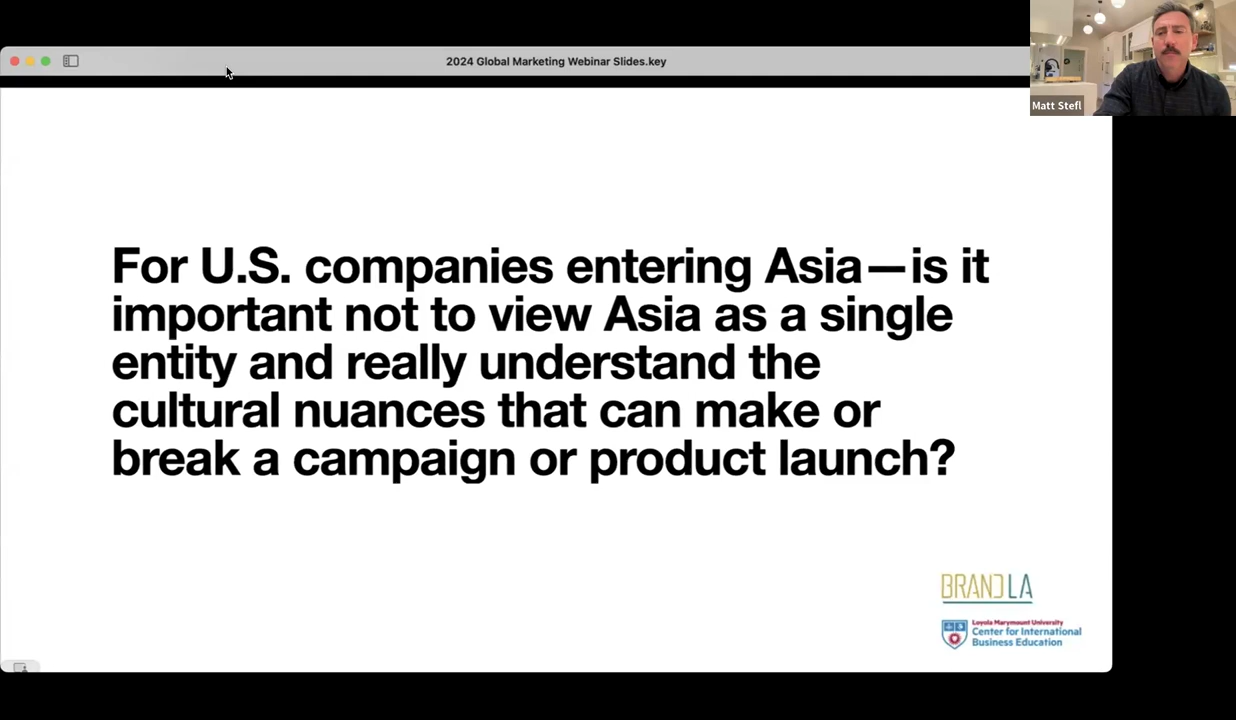 2024 Global Marketing Webinar Slides.key
Matt Stefl
For U.S. companies entering Asia—is it
important not to view Asia as a single
entity and really understand the
cultural nuances that can make or
break a campaign or product launch?
BRANDLA
Loyola Marymount University
Center for International
Business Education